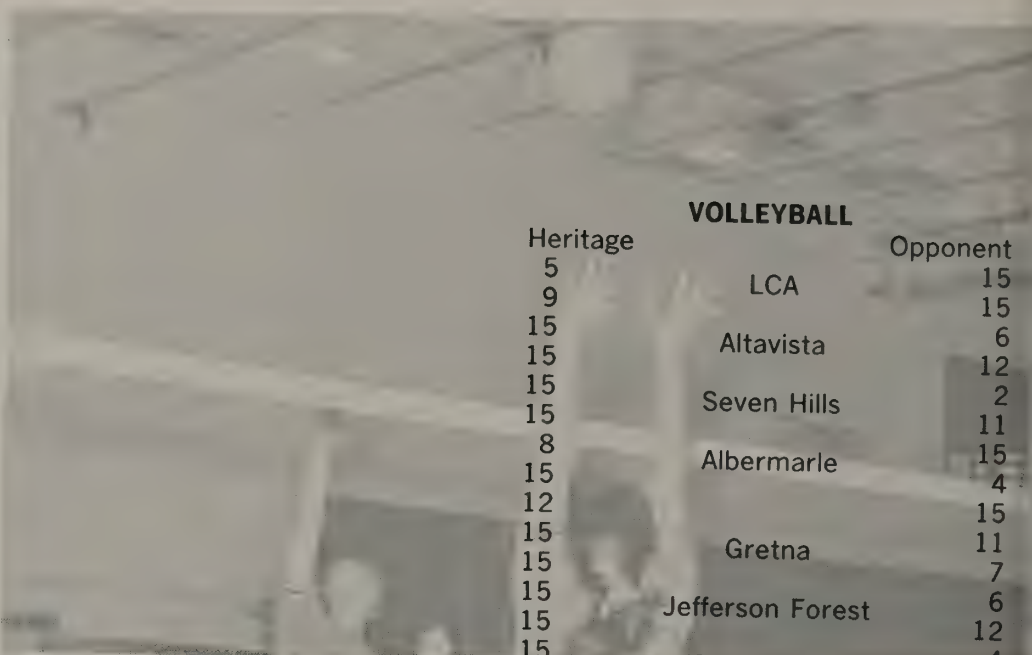 VOLLEYBALL
Heritage Opponent
5 LCA 15
9 15
15 Altavista 6
15 12
15 Seven Hills 2
15 11
8 Albermarle 15
15 4
12 15
15 Gretna 11
15 7
15 Jefferson Forest 6
15 12
15